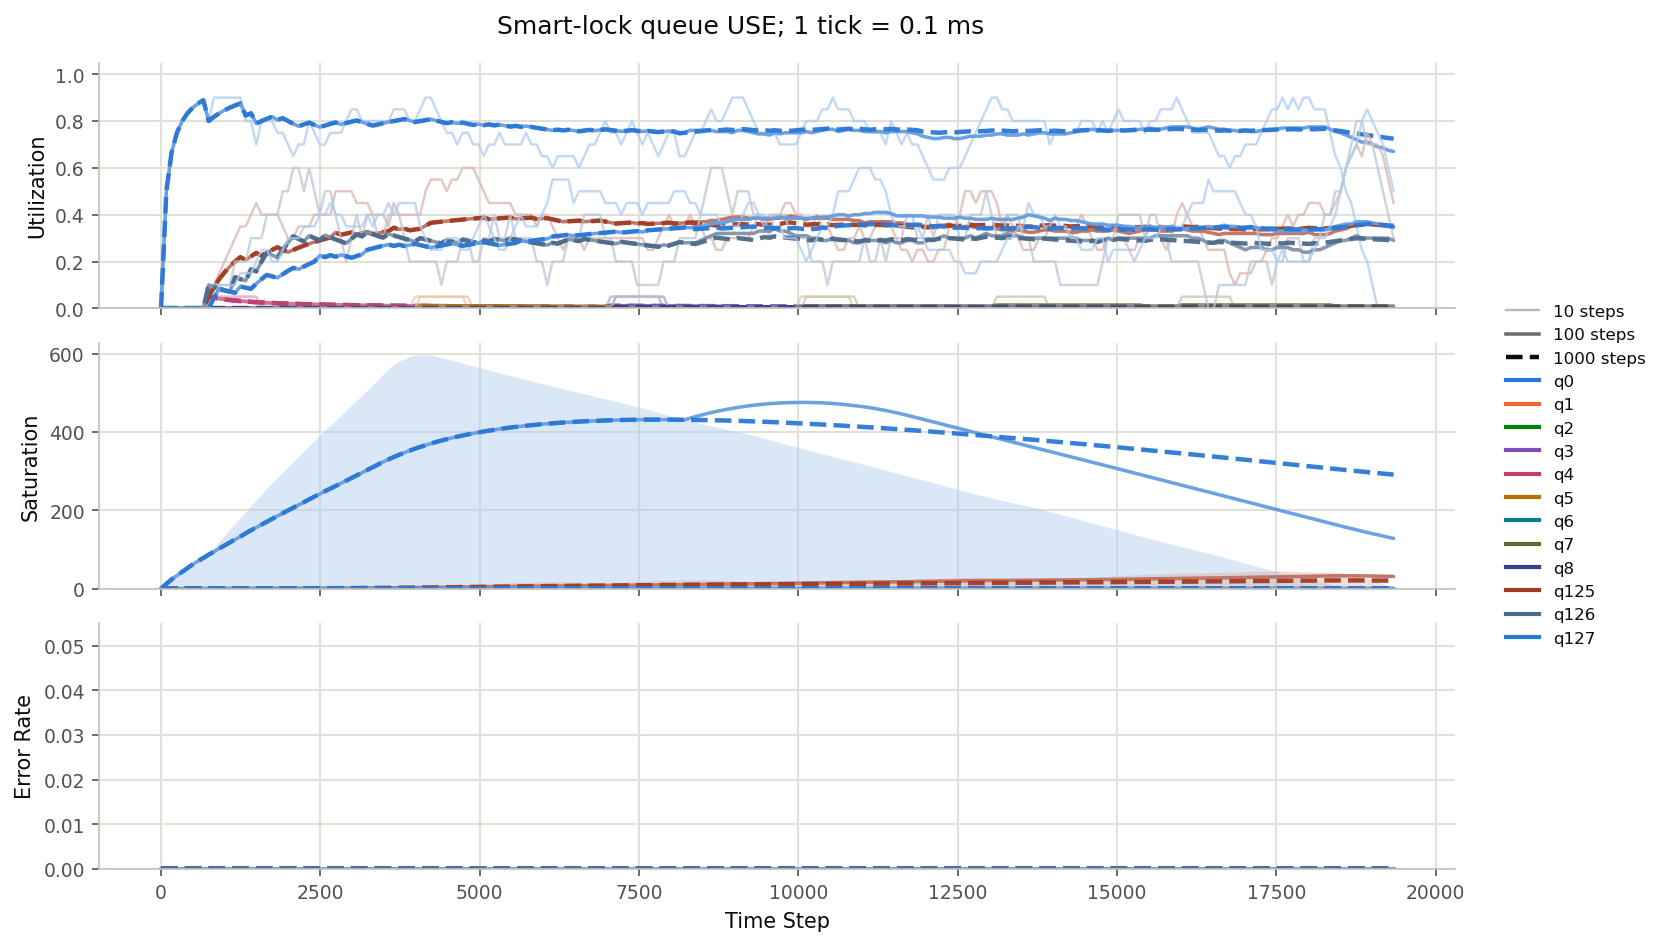 Smart-lock queue USE; 1 tick = 0.1 ms
Utilization
1.0
0.8
0.6
0.4
0.2
0.0
Saturation
600
400
200
0
Error Rate
0.05
0.04
0.03
0.02
0.01
0.00
0 2500 5000 7500 10000 12500 15000 17500 20000
Time Step
10 steps
100 steps
1000 steps
q0
q1
q2
q3
q4
q5
q6
q7
q8
q125
q126
q127